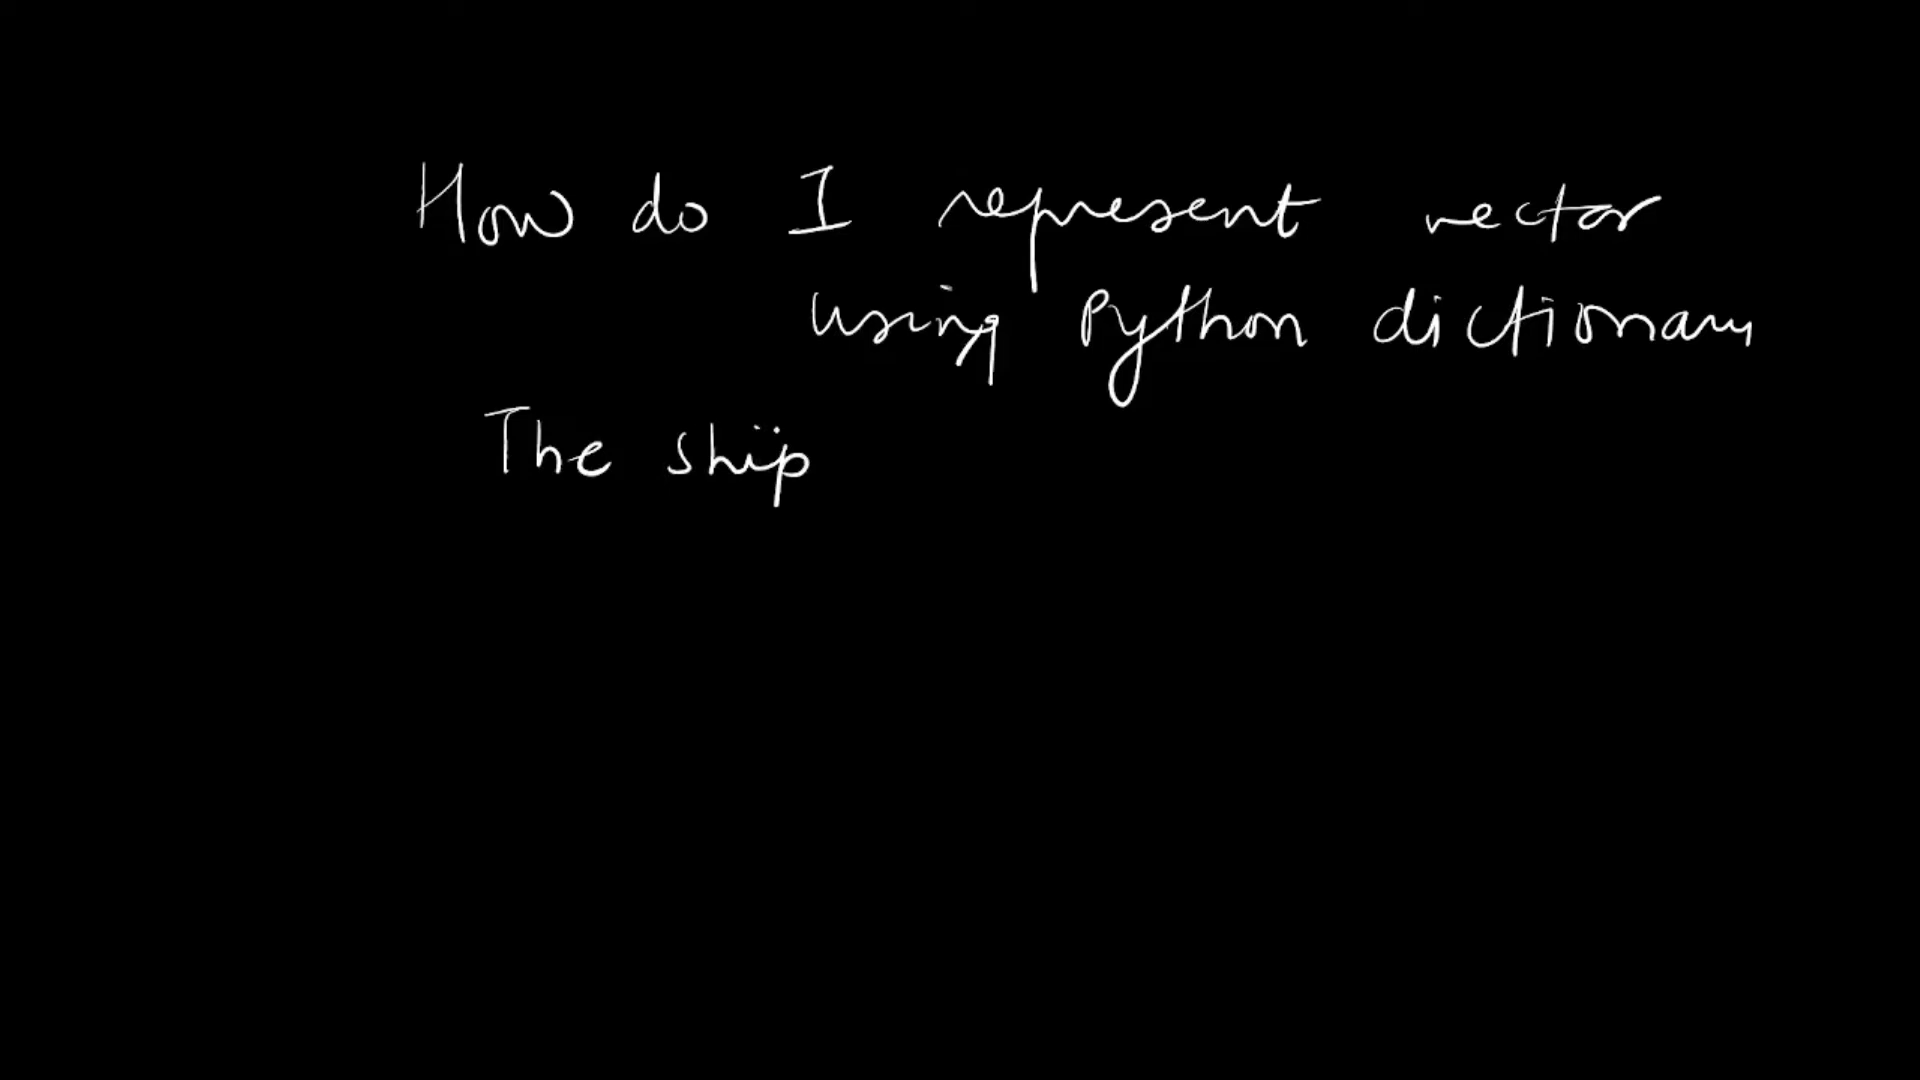 How do I represent vector
using Python dictionary
The ship